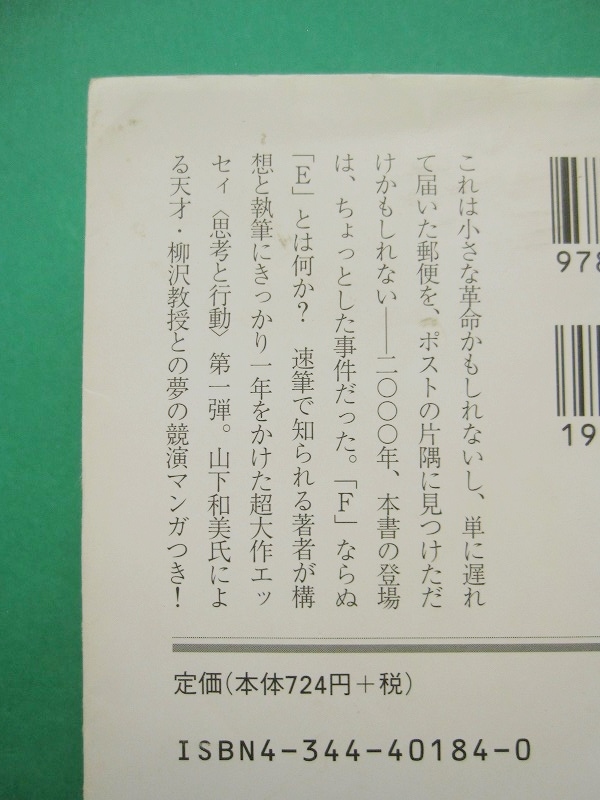 これは小さな革命かもしれないし、単に遅れ
て届いた郵便を、ポストの片隅に見つけただ
けかもしれない――二〇〇〇年、本書の登場
は、ちょっとした事件だった。「F」ならぬ
「E」とは何か?　速筆で知られる著者が構
想と執筆にきっかり一年をかけた超大作エッ
セィ〈思考と行動〉第一弾。山下和美氏によ
る天才・柳沢教授との夢の競演マンガつき!
978
19
定価(本体724円+税)
ISBN4-344-40184-0